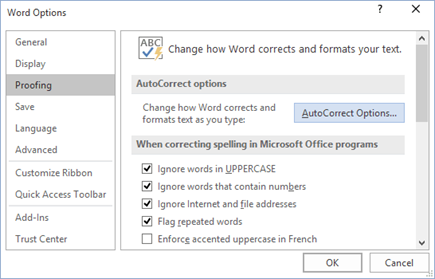 Word Options
?
General
Display
Proofing
Save
Language
Advanced
Customize Ribbon
Quick Access Toolbar
Add-Ins
Trust Center
ABC
Change how Word corrects and formats your text.
AutoCorrect options
Change how Word corrects and
formats text as you type:
AutoCorrect Options...
When correcting spelling in Microsoft Office programs
Ignore words in UPPERCASE
Ignore words that contain numbers
Ignore Internet and file addresses
Flag repeated words
Enforce accented uppercase in French
OK
Cancel